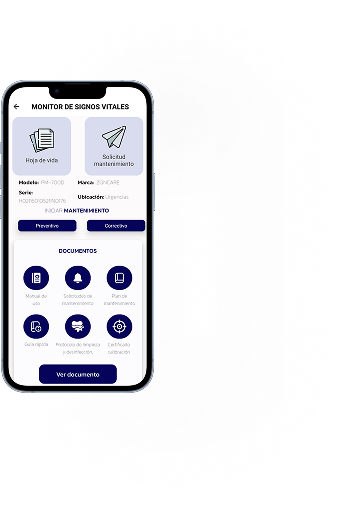 MONITOR DE SIGNOS VITALES
Hoja de vida
Solicitud
mantenimiento
Modelo: PM-7000 Marca: ZONCARE
Serie:
Ubicación: Urgencias
INICIAR MANTENIMIENTO
Preventivo Correctivo
DOCUMENTOS
Manual de
uso
Solicitudes de
mantenimiento
Plan de
mantenimiento
Guía rápida
Protocolo de limpieza
y desinfección.
Certificado
calibración
Ver documento